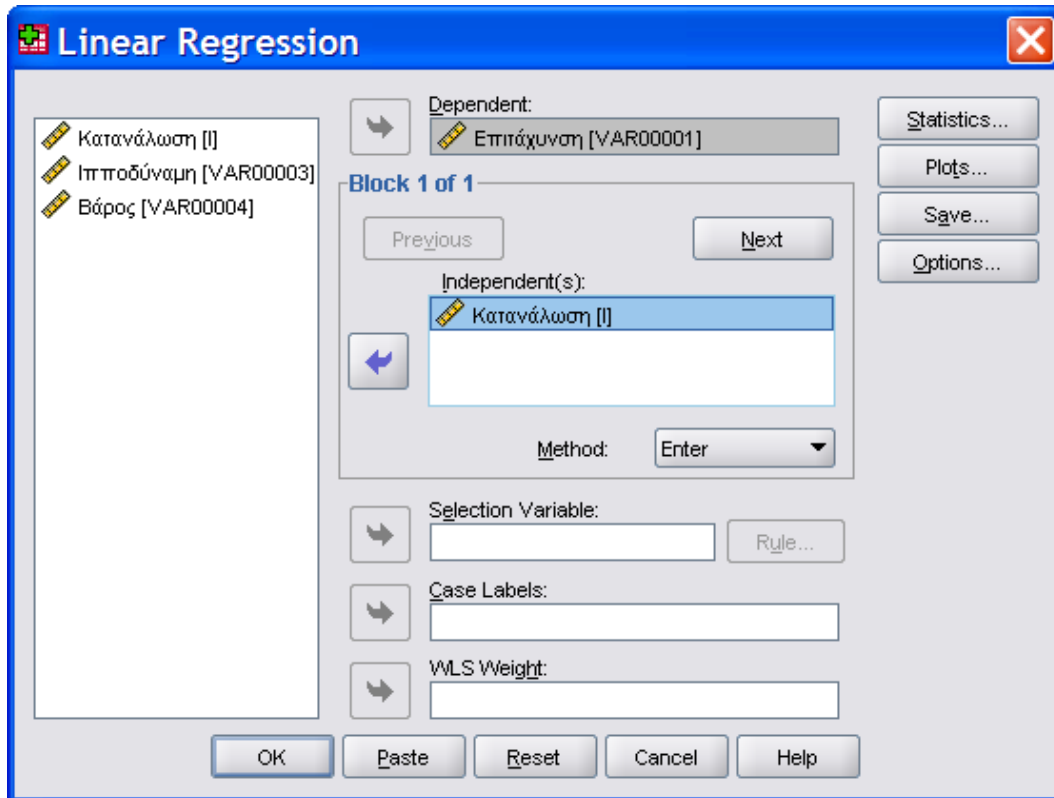 Linear Regression
Κατανάλωση [l]
Ιπποδύναμη [VAR00003]
Βάρος [VAR00004]
Dependent:
Επιτάχυνση [VAR00001]
Block 1 of 1
Previous
Next
Independent(s):
Κατανάλωση [l]
Method:
Enter
Selection Variable:
Rule...
Case Labels:
WLS Weight:
Statistics...
Plots...
Save...
Options...
OK
Paste
Reset
Cancel
Help